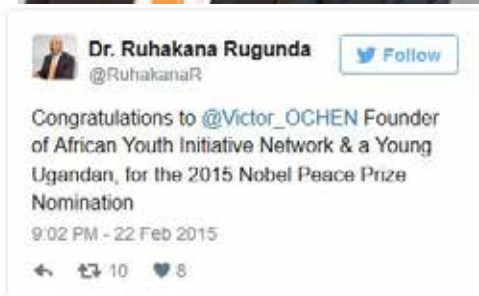 Dr. Ruhakana Rugunda
Follow
@RuhakanaR
Congratulations to @Victor_OCHEN Founder
of African Youth Initiative Network & a Young
Ugandan, for the 2015 Nobel Peace Prize
Nomination
9:02 PM - 22 Feb 2015
10 8